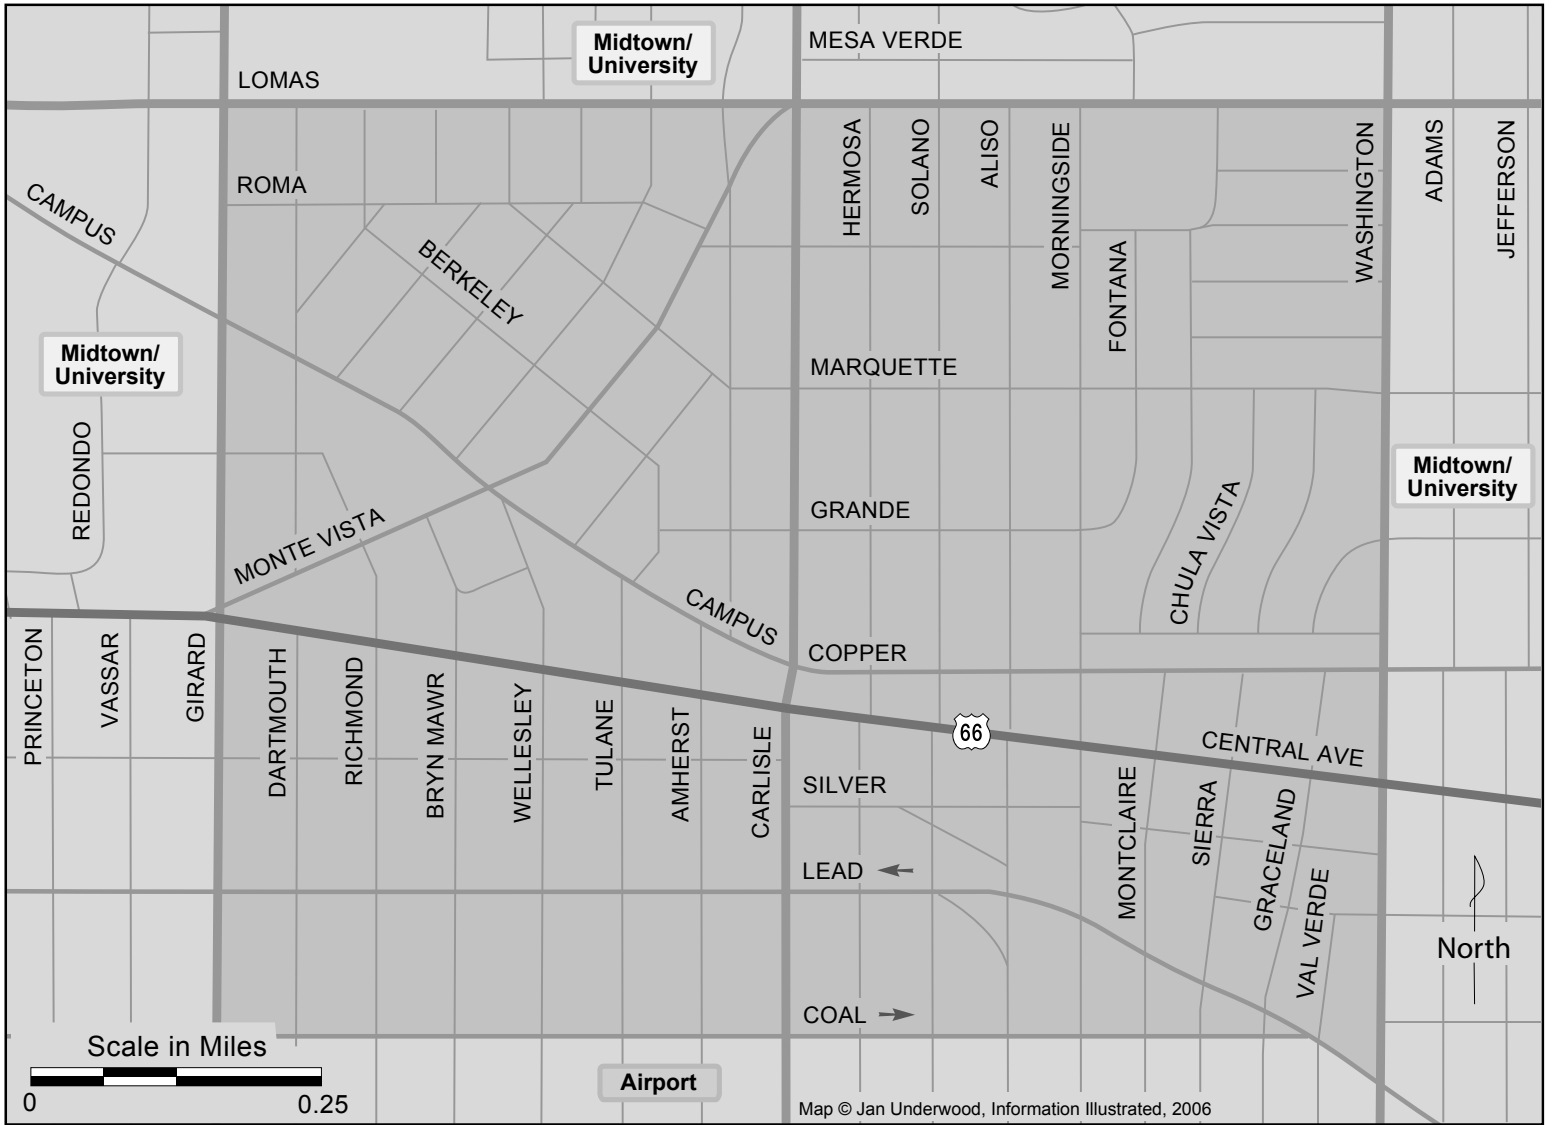 Midtown/
University
MESA VERDE
LOMAS
HERMOSA
SOLANO
ALISO
MORNINGSIDE
WASHINGTON
ADAMS
JEFFERSON
ROMA
CAMPUS
BERKELEY
FONTANA
Midtown/
University
MARQUETTE
REDONDO
Midtown/
University
GRANDE
CHULA VISTA
MONTE VISTA
CAMPUS
COPPER
PRINCETON
VASSAR
GIRARD
DARTMOUTH
RICHMOND
BRYN MAWR
WELLESLEY
TULANE
AMHERST
CARLISLE
66
CENTRAL AVE
SILVER
MONTCLAIRE
SIERRA
GRACELAND
VAL VERDE
LEAD
North
COAL
Scale in Miles
0
0.25
Airport
Map © Jan Underwood, Information Illustrated, 2006